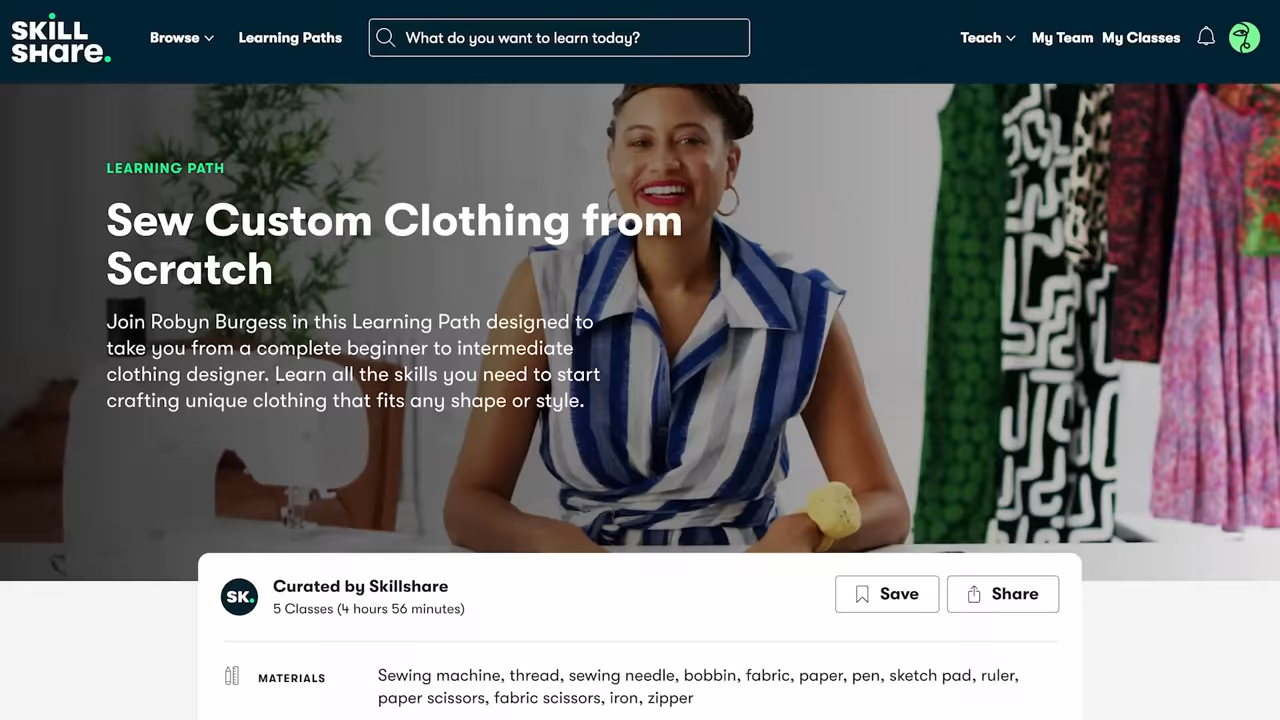 SKiLL
SHare.
Browse
Learning Paths
What do you want to learn today?
Teach
My Team
My Classes
LEARNING PATH
Sew Custom Clothing from
Scratch
Join Robyn Burgess in this Learning Path designed to
take you from a complete beginner to intermediate
clothing designer. Learn all the skills you need to start
crafting unique clothing that fits any shape or style.
SK.
Curated by Skillshare
5 Classes (4 hours 56 minutes)
Save
Share
MATERIALS
Sewing machine, thread, sewing needle, bobbin, fabric, paper, pen, sketch pad, ruler,
paper scissors, fabric scissors, iron, zipper